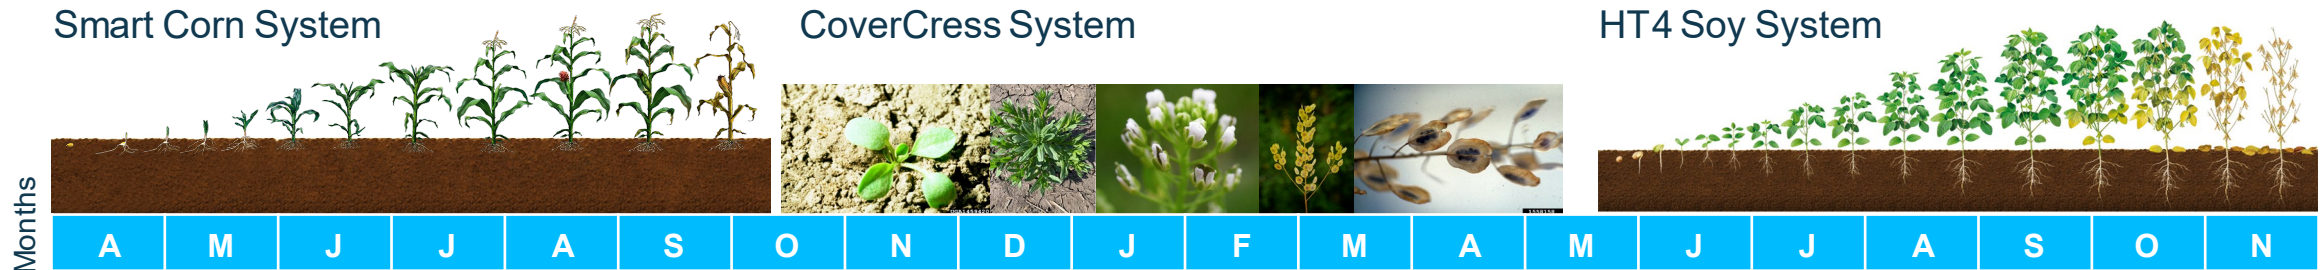 Smart Corn System
CoverCress System
HT4 Soy System
Months
A M J J A S O N D J F M A M J J A S O N